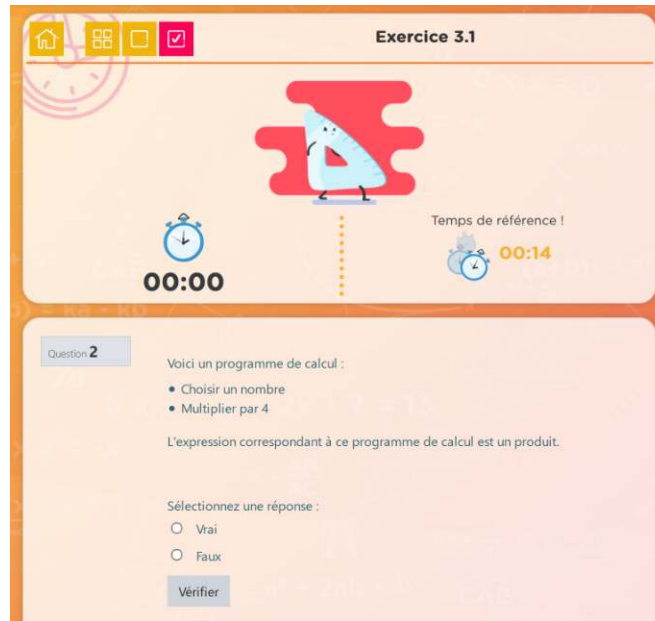 Exercice 3.1
Temps de référence !
00:14
00:00
Question 2
Voici un programme de calcul :
• Choisir un nombre
• Multiplier par 4
L'expression correspondant à ce programme de calcul est un produit.
Sélectionnez une réponse :
Vrai
Faux
Vérifier